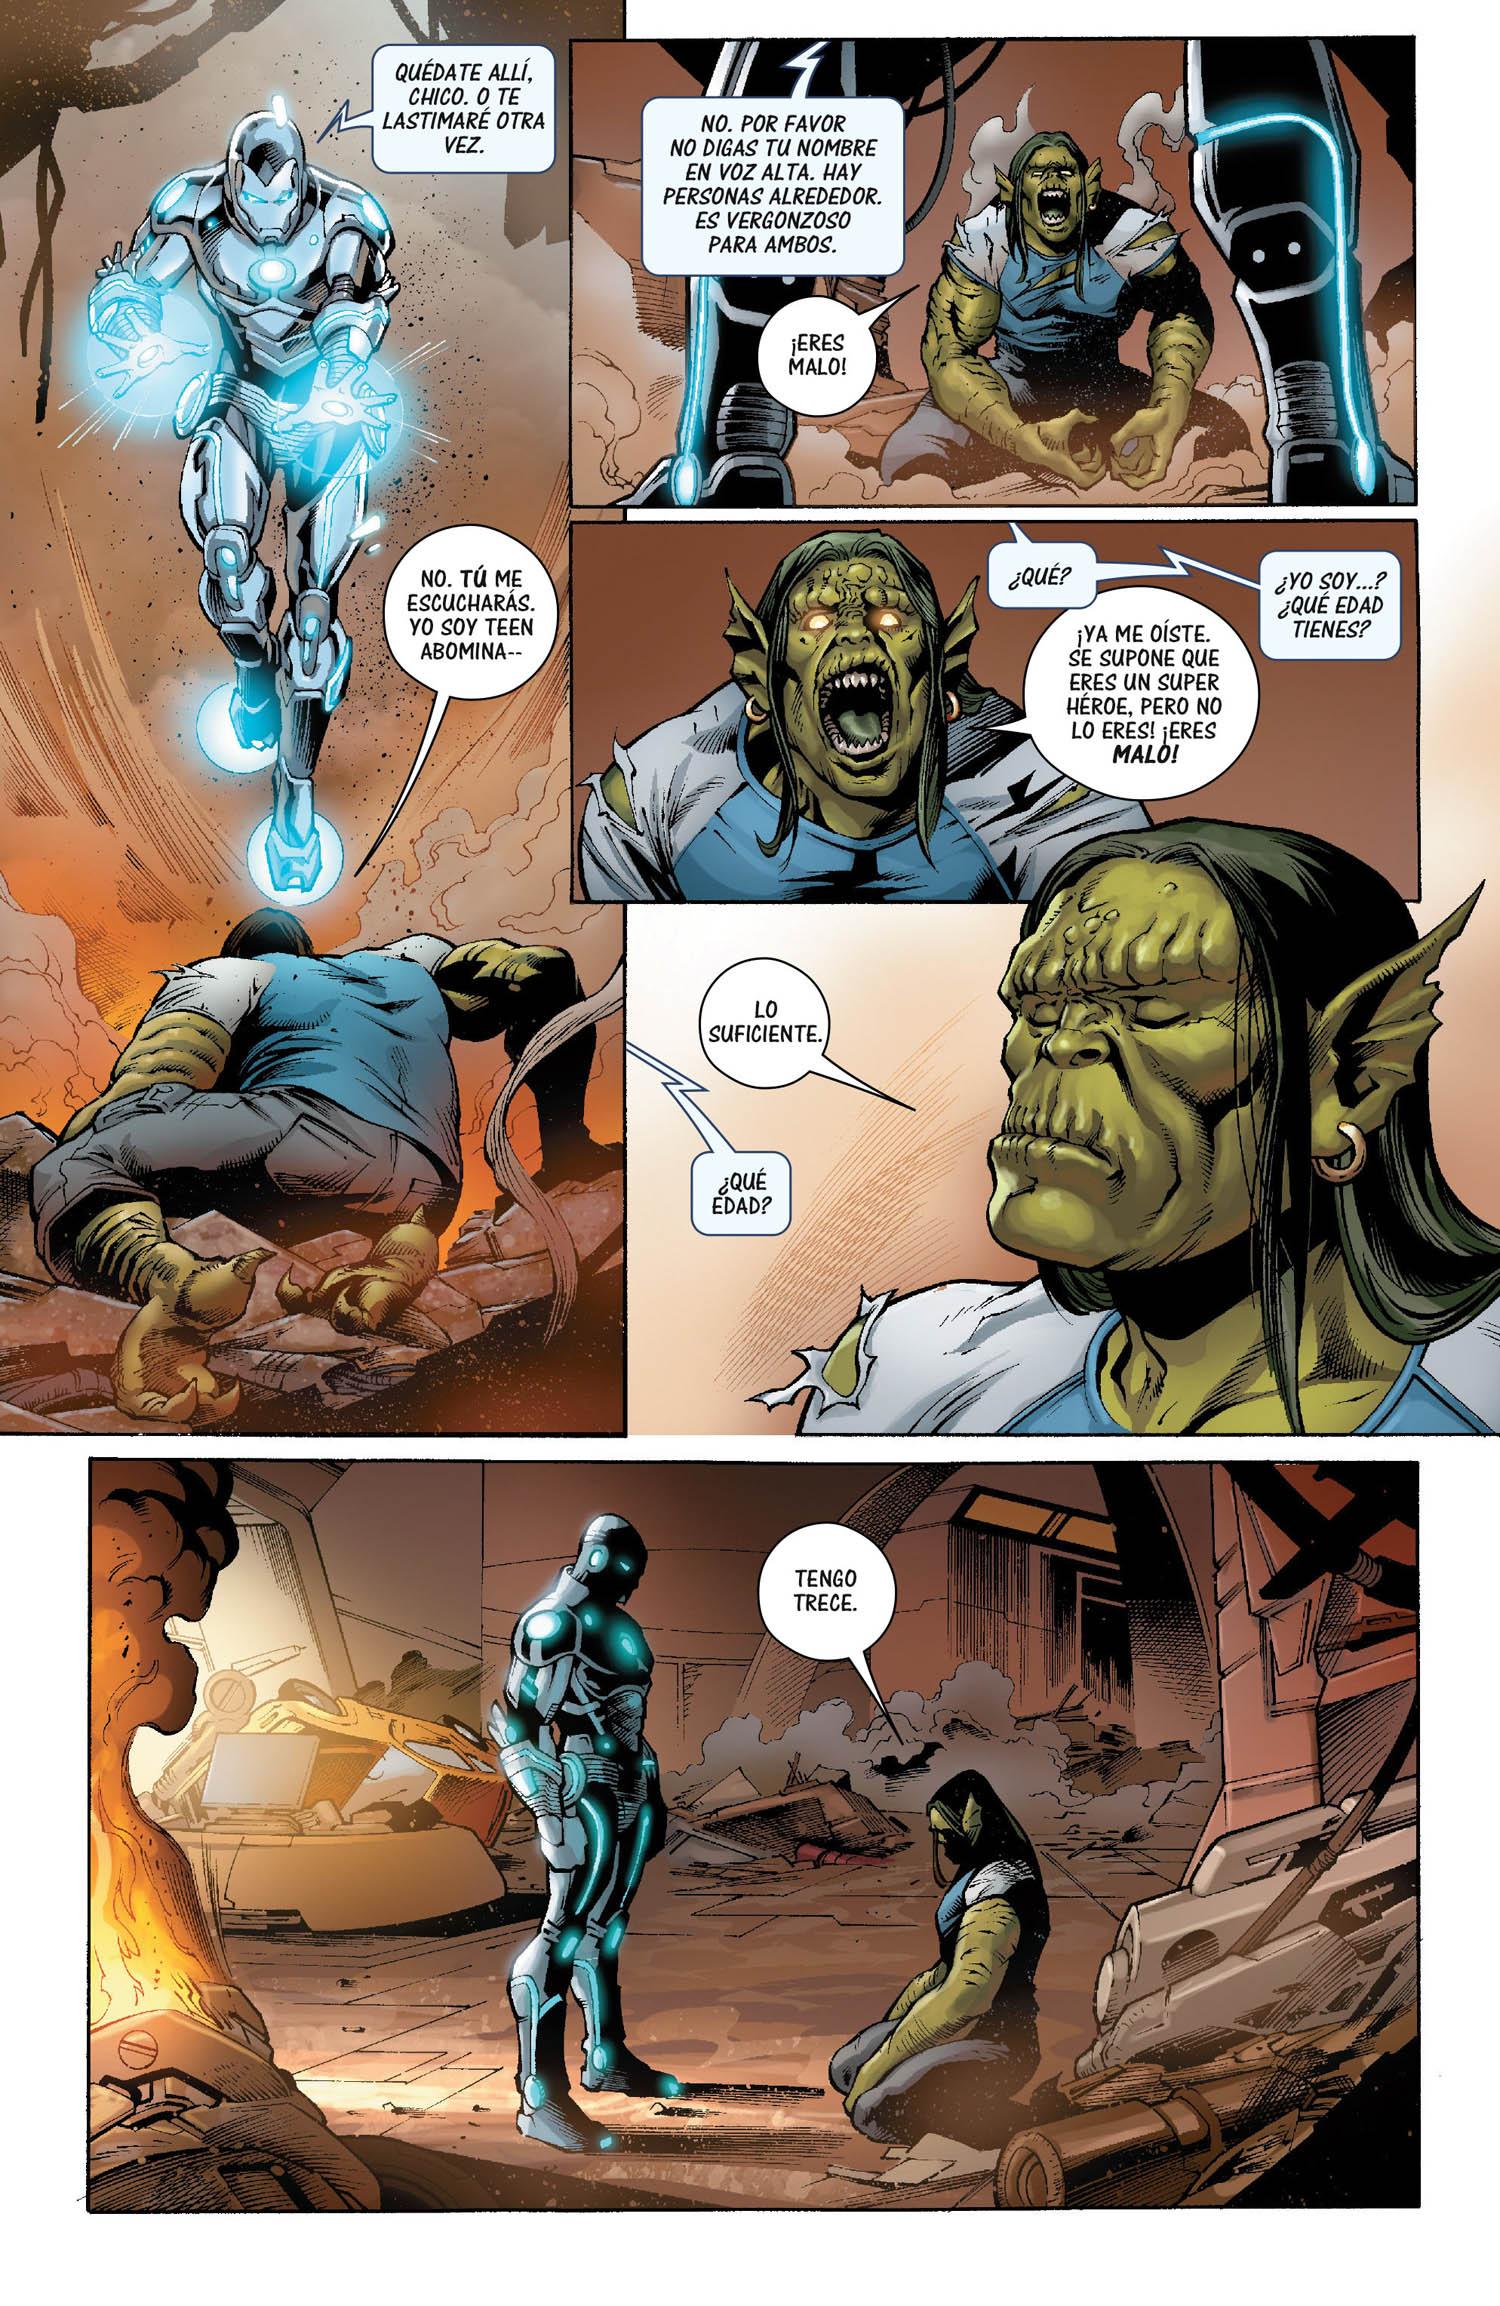 QUÉDATE ALLÍ,
CHICO. O TE
LASTIMARÉ OTRA
VEZ.
NO. TÚ ME
ESCUCHARÁS.
YO SOY TEEN
ABOMINA--
NO. POR FAVOR
NO DIGAS TU NOMBRE
EN VOZ ALTA. HAY
PERSONAS ALREDEDOR.
ES VERGONZOSO
PARA AMBOS.
¡ERES
MALO!
¿QUÉ?
¡YA ME OÍSTE.
SE SUPONE QUE
ERES UN SUPER
HÉROE, PERO NO
LO ERES! ¡ERES
MALO!
¿YO SOY...?
¿QUÉ EDAD
TIENES?
LO
SUFICIENTE.
¿QUÉ
EDAD?
TENGO
TRECE.